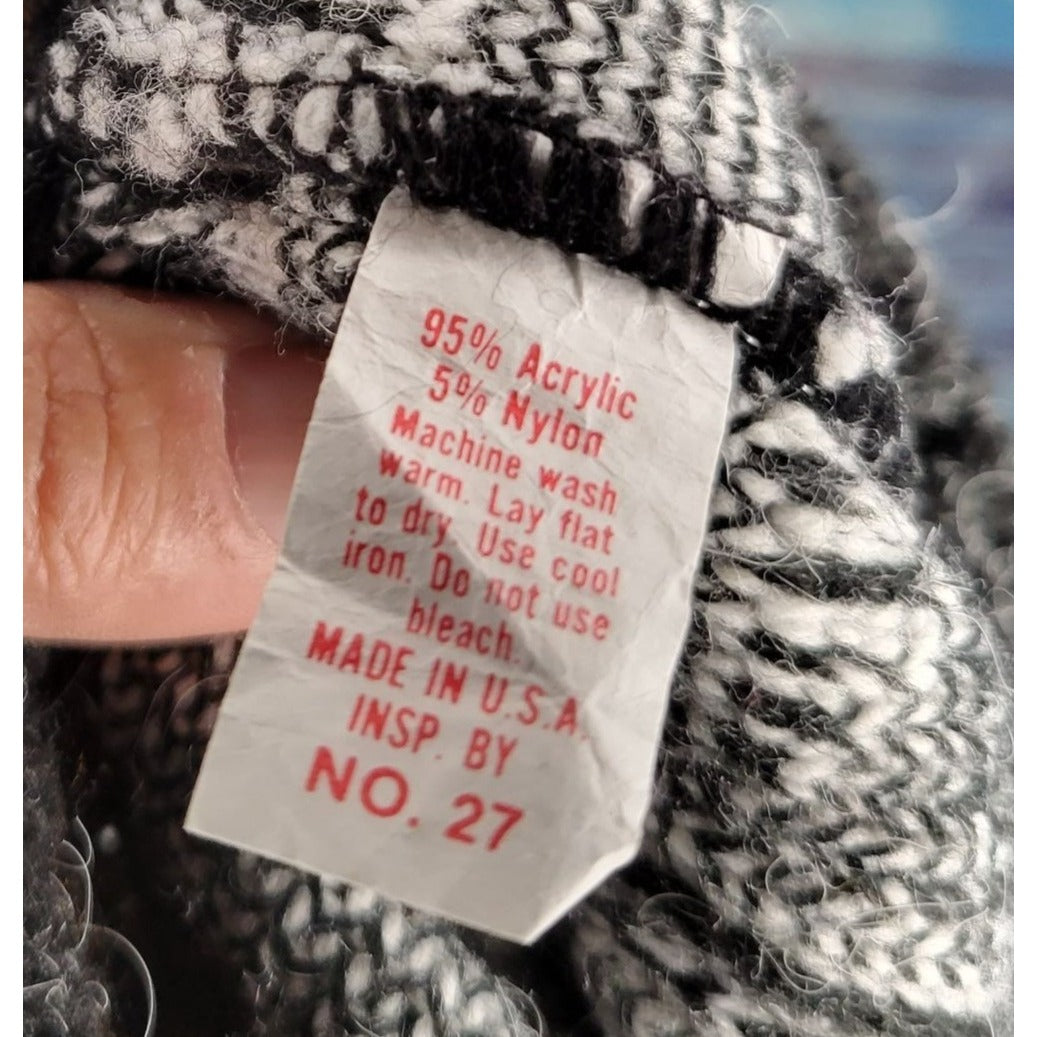 95% Acrylic
5% Nylon
Machine wash
warm. Lay flat
to dry. Use cool
iron. Do not use
bleach.
MADE IN U.S.A.
INSP. BY
NO. 27